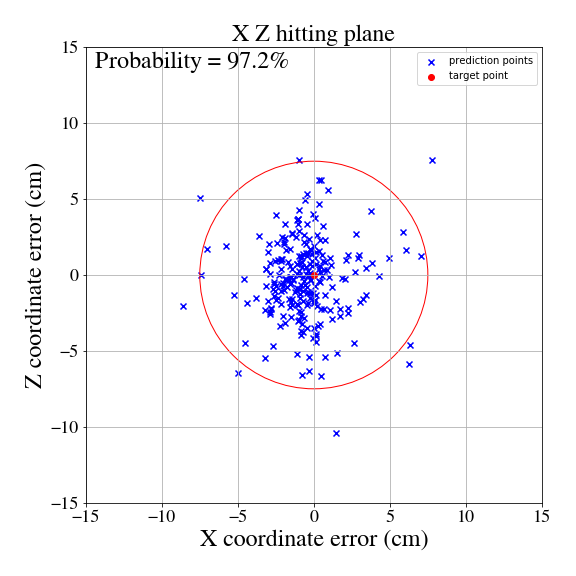 X Z hitting plane
Probability = 97.2%
prediction points
target point
15
10
5
0
−5
−10
−15
Z coordinate error (cm)
−15
−10
−5
0
5
10
15
X coordinate error (cm)